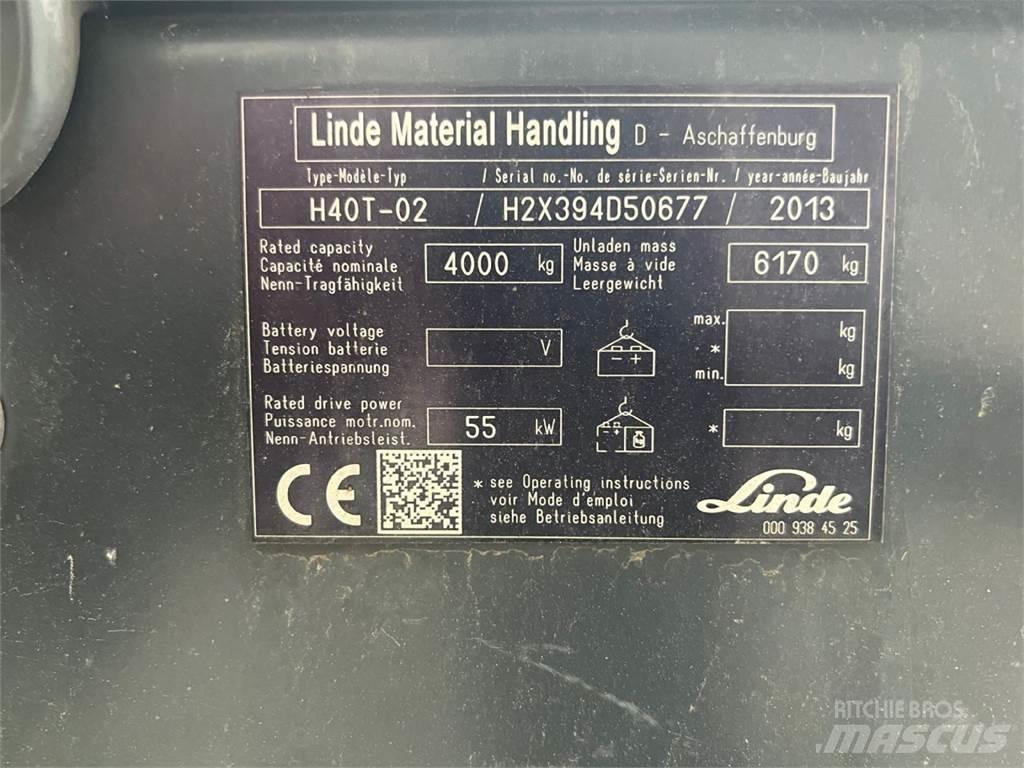 Linde Material Handling D - Aschaffenburg
Type-Modèle-Typ / Serial no.-No. de série-Serien-Nr. / year-année-Baujahr
H40T-02 / H2X394D50677 / 2013
Rated capacity
Capacité nominale
Nenn-Tragfähigkeit
4000 kg
Unladen mass
Masse à vide
Leergewicht
6170 kg
Battery voltage
Tension batterie
Batteriespannung
V
- +
max. kg
*
min. kg
Rated drive power
Puissance motr.nom.
Nenn-Antriebsleist.
55 kW
* kg
CE
* see Operating instructions
voir Mode d'emploi
siehe Betriebsanleitung
Linde
000 938 45 25
RITCHIE BROS.
MASCUS